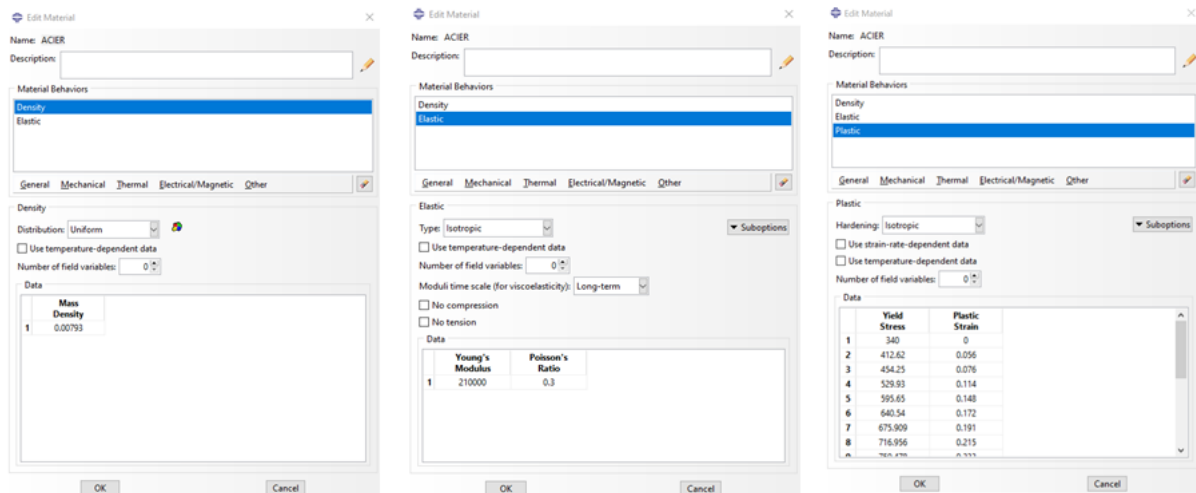 Edit Material
Name: ACIER
Description:
Material Behaviors
Density
Elastic
General Mechanical Thermal Electrical/Magnetic Other
Density
Distribution: Uniform
Use temperature-dependent data
Number of field variables: 0
Data
Mass
Density
1 0.00793
OK Cancel
Edit Material
Name: ACIER
Description:
Material Behaviors
Density
Elastic
General Mechanical Thermal Electrical/Magnetic Other
Elastic
Type: Isotropic
Suboptions
Use temperature-dependent data
Number of field variables: 0
Moduli time scale (for viscoelasticity): Long-term
No compression
No tension
Data
Young's Poisson's
Modulus Ratio
1 210000 0.3
OK Cancel
Edit Material
Name: ACIER
Description:
Material Behaviors
Density
Elastic
Plastic
General Mechanical Thermal Electrical/Magnetic Other
Plastic
Hardening: Isotropic
Suboptions
Use strain-rate-dependent data
Use temperature-dependent data
Number of field variables: 0
Data
Yield Plastic
Stress Strain
1 340 0
2 412.62 0.056
3 454.25 0.076
4 529.93 0.114
5 595.65 0.148
6 640.54 0.172
7 675.909 0.191
8 716.956 0.215
OK Cancel